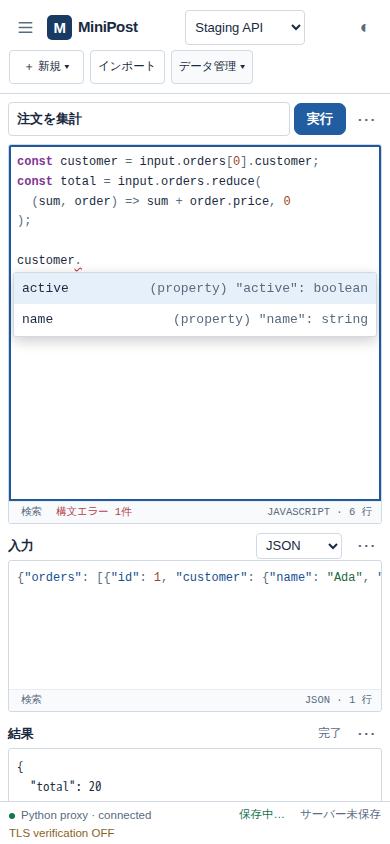 M MiniPost Staging API
＋ 新規 ▾ インポート データ管理 ▾
注文を集計 実行 ...
const customer = input.orders[0].customer;
const total = input.orders.reduce(
  (sum, order) => sum + order.price, 0
);
customer.
active (property) "active": boolean
name (property) "name": string
検索 構文エラー 1件 JAVASCRIPT · 6 行
入力 JSON ...
{"orders": [{"id": 1, "customer": {"name": "Ada", "
検索 JSON · 1 行
結果 完了 ...
{
  "total": 20
Python proxy · connected 保存中… サーバー未保存
TLS verification OFF